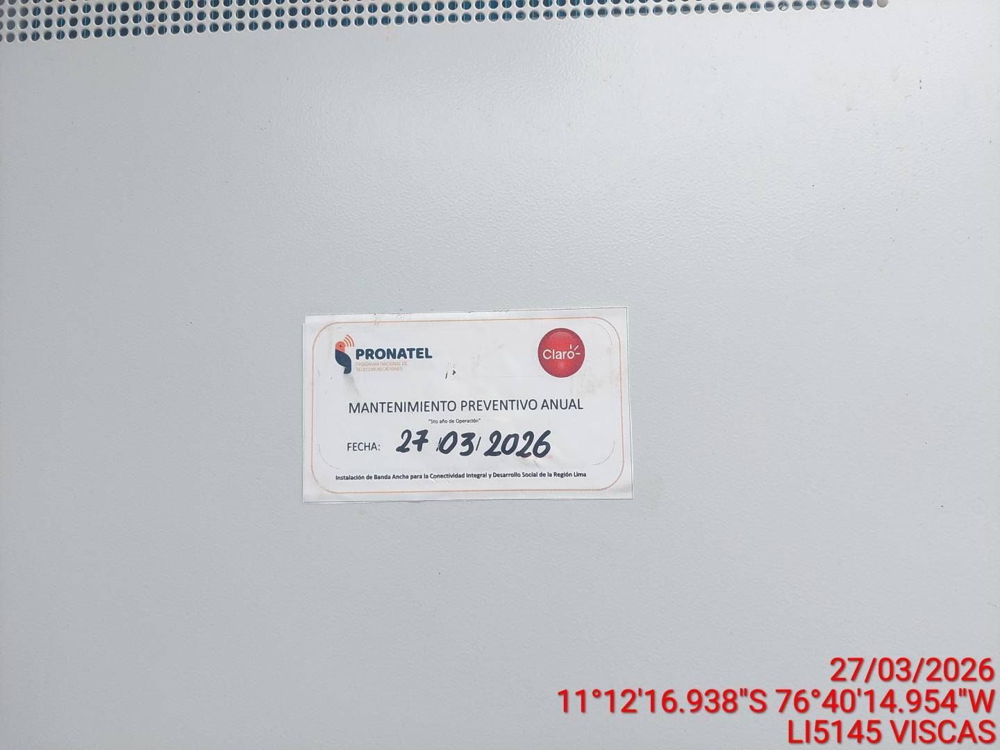 PRONATEL
PROGRAMA NACIONAL DE
TELECOMUNICACIONES
Claro
MANTENIMIENTO PREVENTIVO ANUAL
"5to año de Operación"
FECHA: 27/03/2026
Instalación de Banda Ancha para la Conectividad Integral y Desarrollo Social de la Región Lima
27/03/2026
11°12'16.938"S 76°40'14.954"W
LI5145 VISCAS